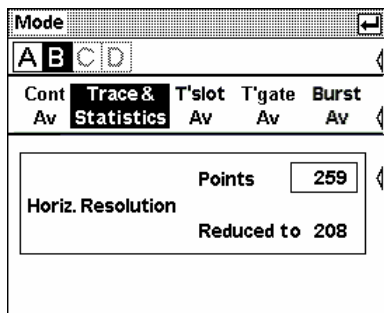 Mode
A B C D
Cont Trace & T'slot T'gate Burst
Av Statistics Av Av Av
Points 259
Horiz. Resolution
Reduced to 208